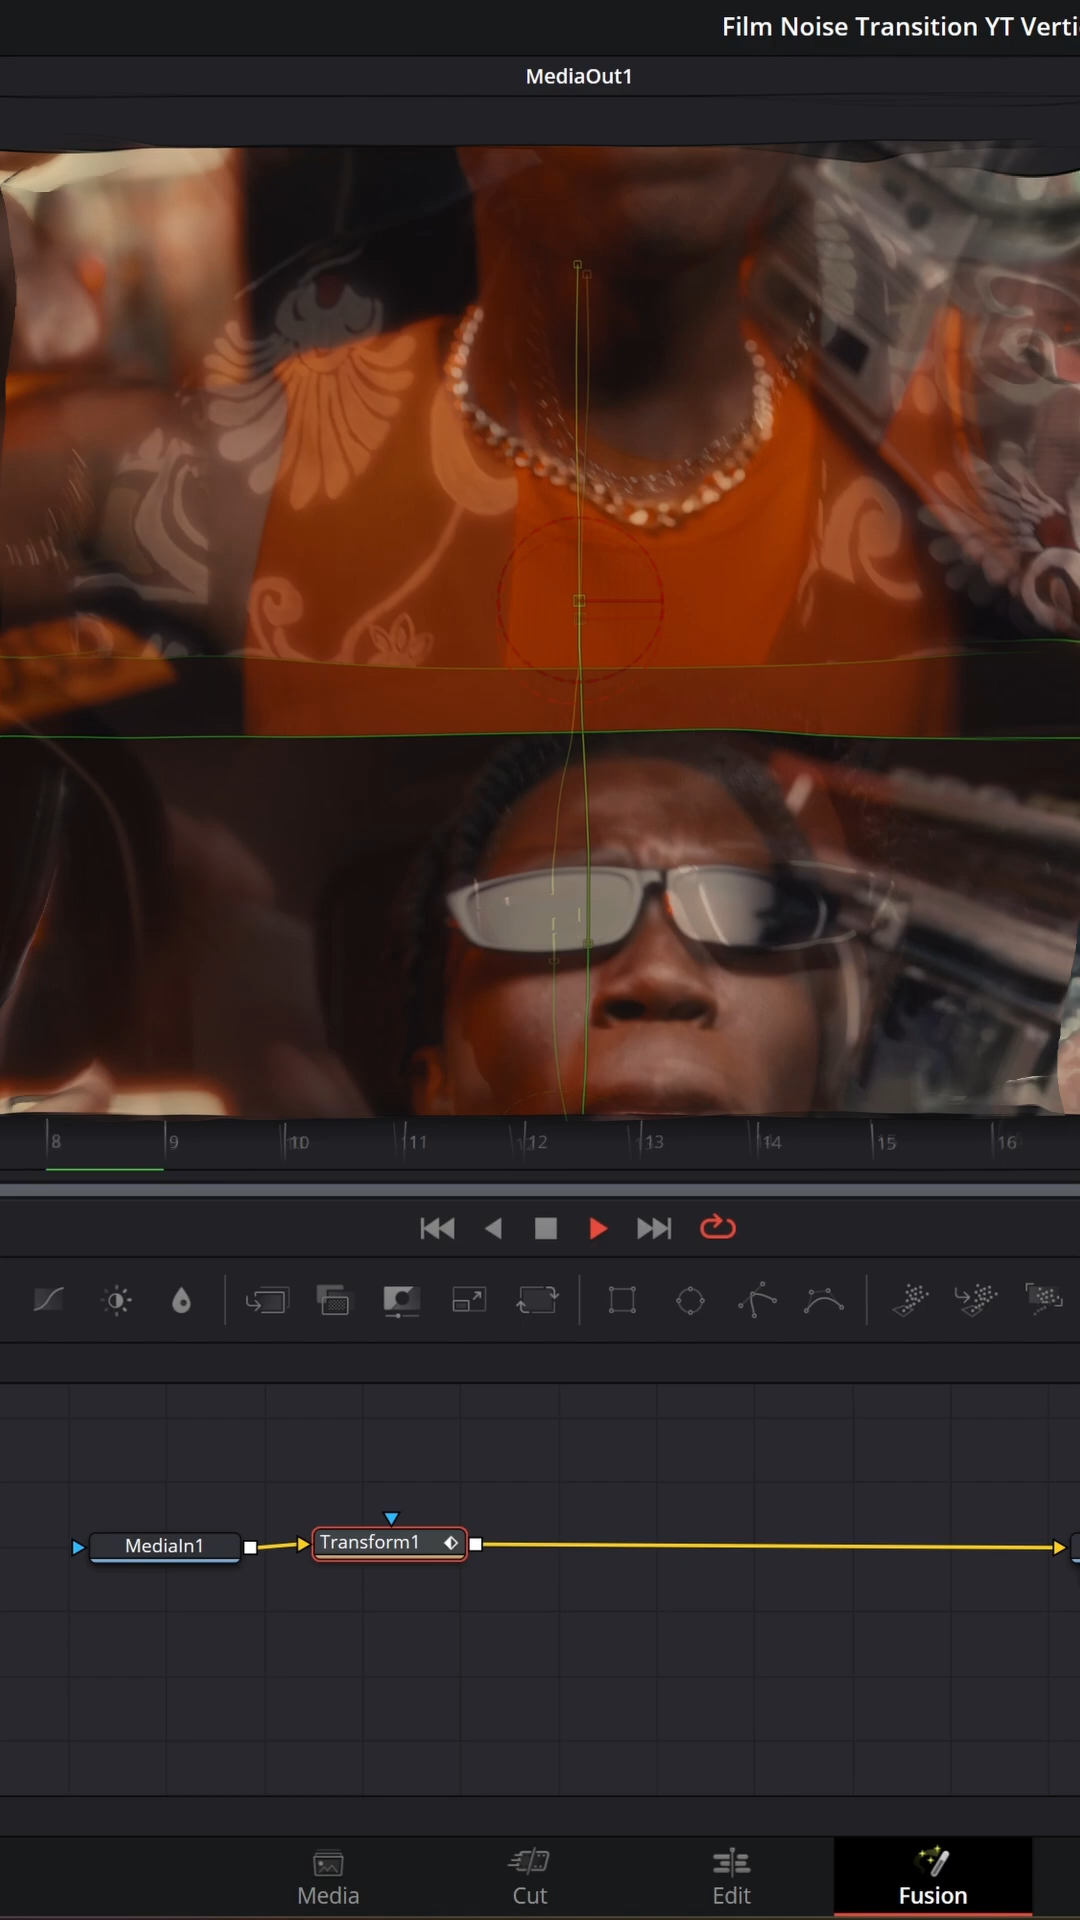 Film Noise Transition YT Verti
MediaOut1
8 9 10 11 12 13 14 15 16
MediaIn1
Transform1
Media Cut Edit Fusion